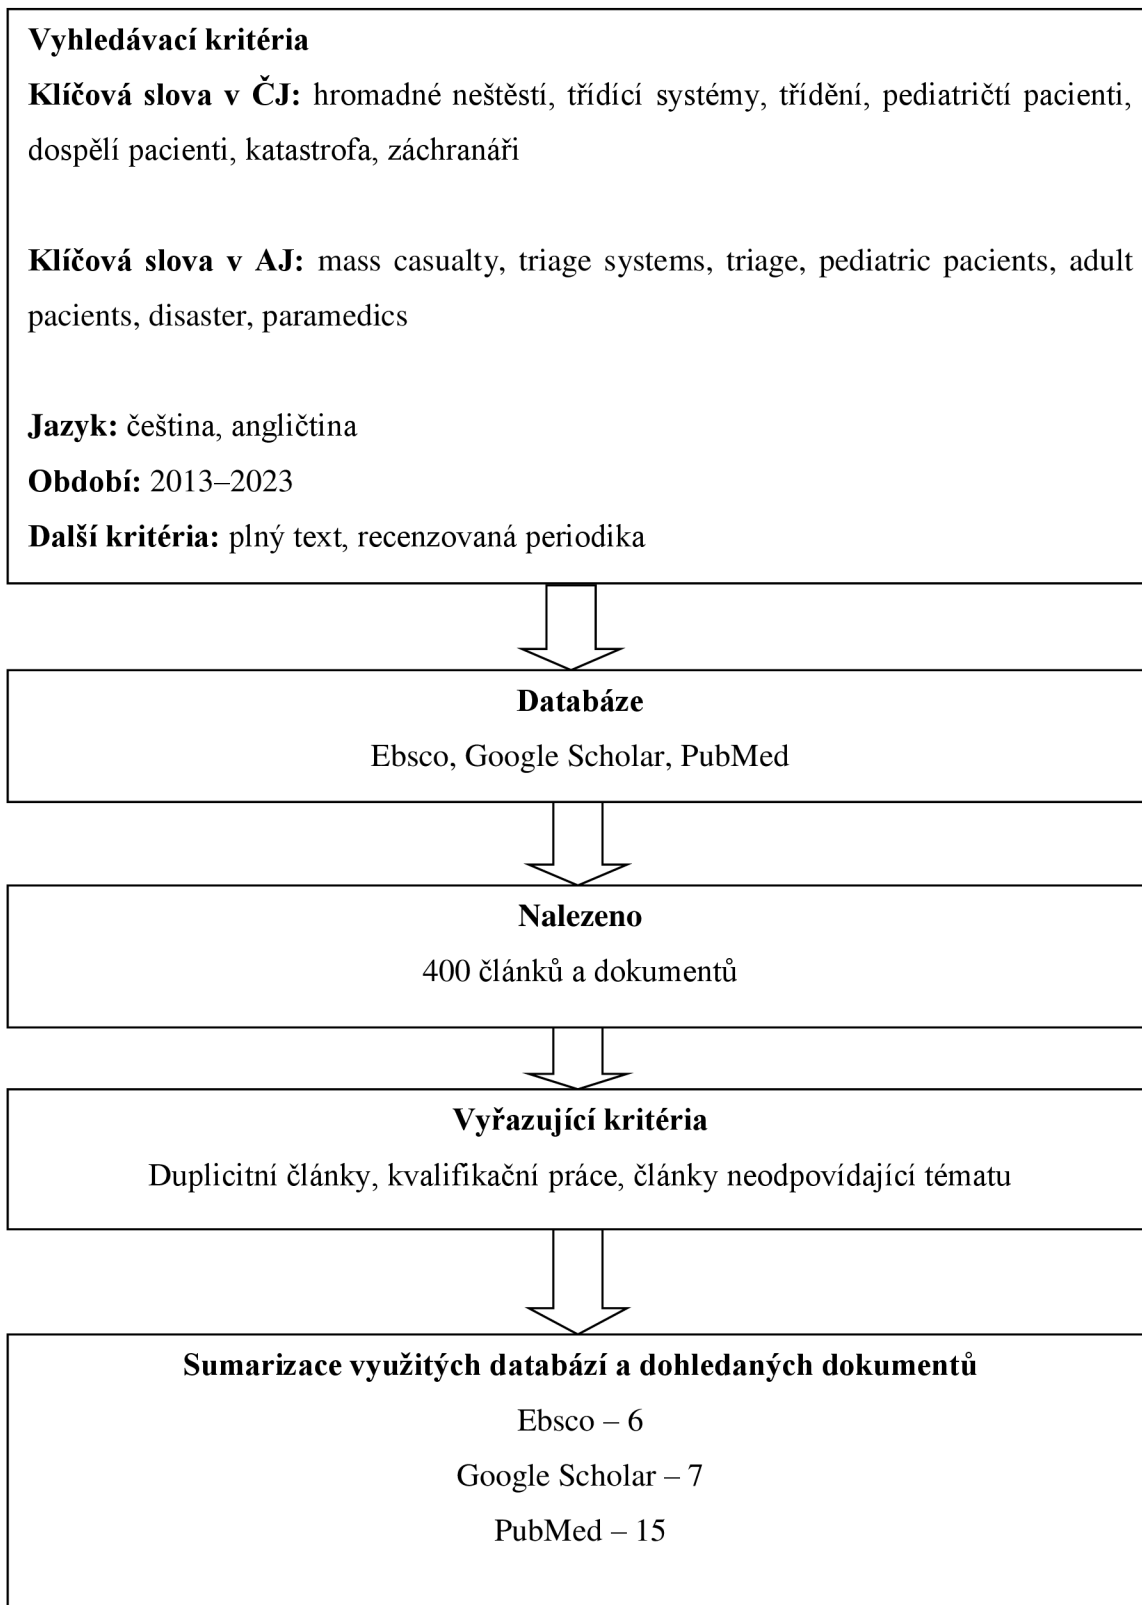 Vyhledávací kritéria
Klíčová slova v ČJ: hromadné neštěstí, třídící systémy, třídění, pediatričtí pacienti,
dospělí pacienti, katastrofa, záchranáři
Klíčová slova v AJ: mass casualty, triage systems, triage, pediatric pacients, adult
pacients, disaster, paramedics
Jazyk: čeština, angličtina
Období: 2013–2023
Další kritéria: plný text, recenzovaná periodika
Databáze
Ebsco, Google Scholar, PubMed
Nalezeno
400 článků a dokumentů
Vyřazující kritéria
Duplicitní články, kvalifikační práce, články neodpovídající tématu
Sumarizace využitých databází a dohledaných dokumentů
Ebsco – 6
Google Scholar – 7
PubMed – 15